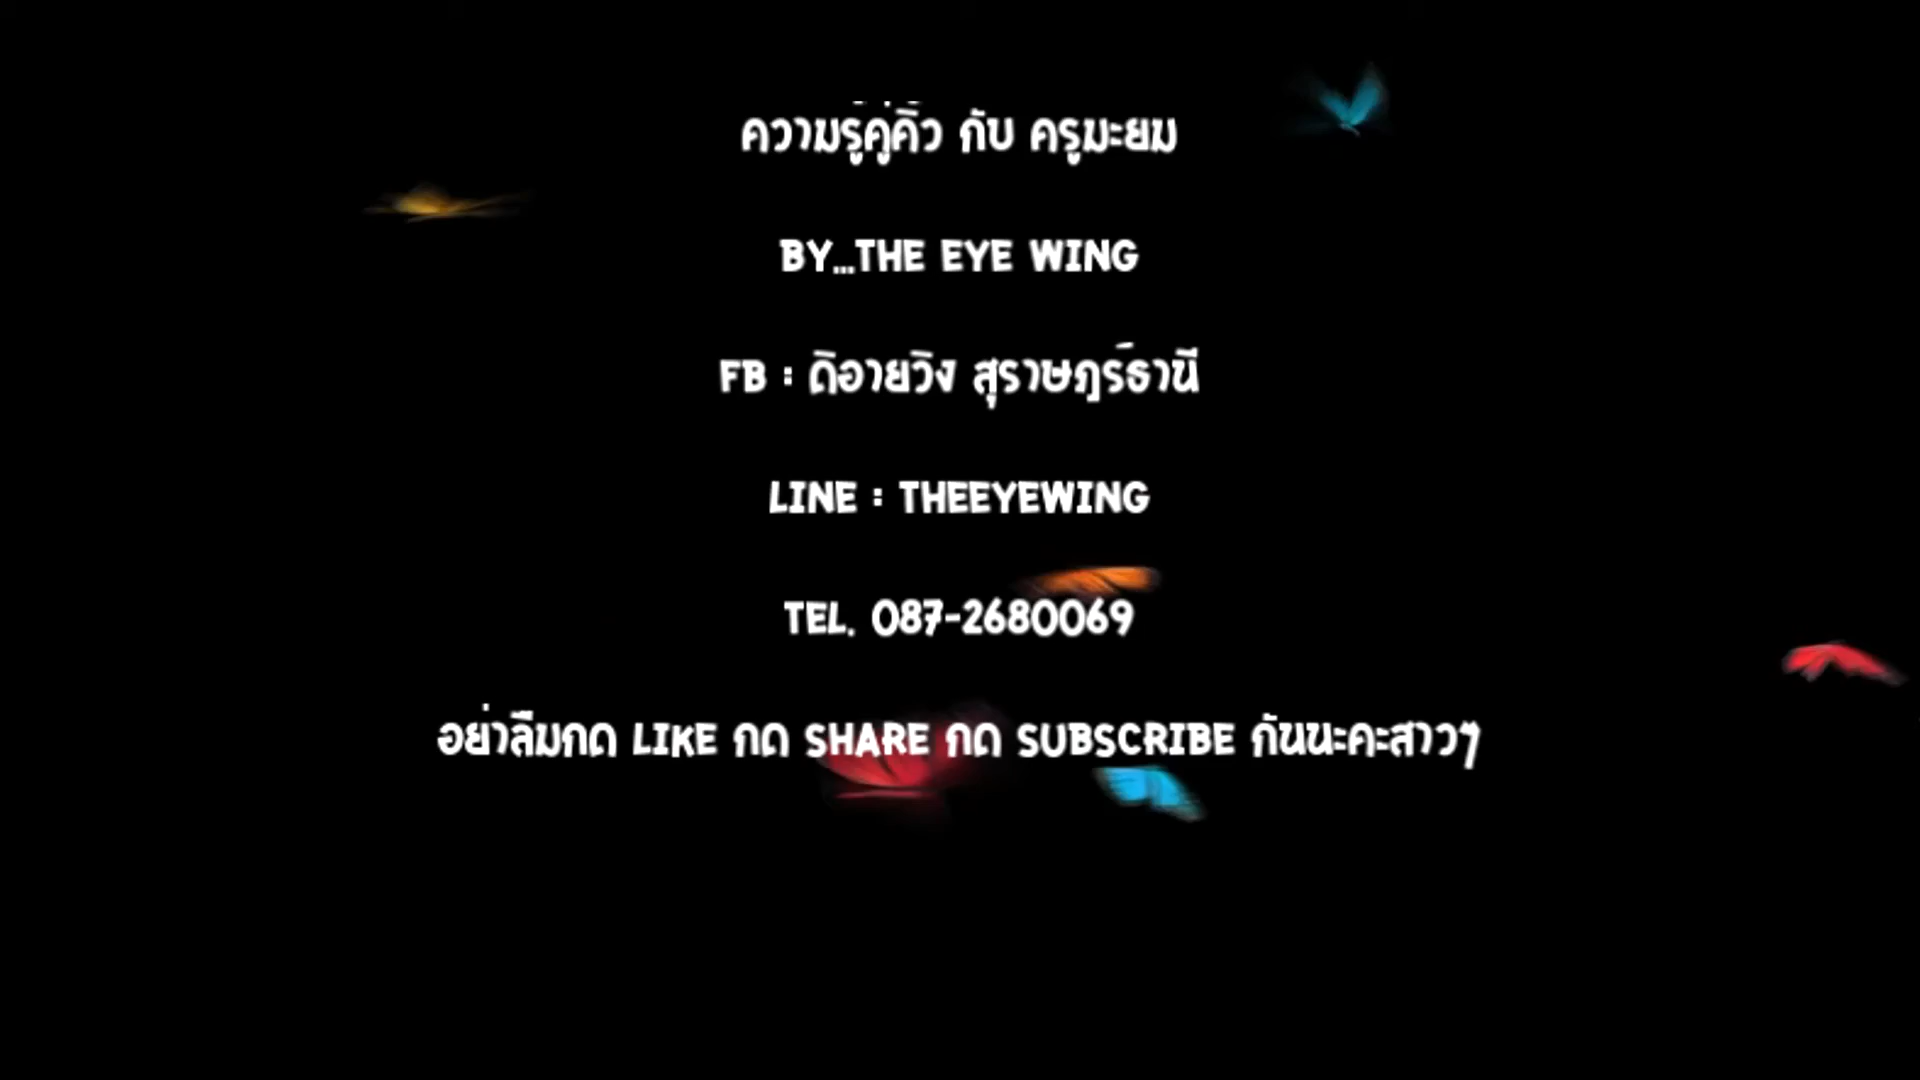 ความรู้คู่คิ้ว กับ ครูมะยม
BY...THE EYE WING
FB : ดิอายวิง สุราษฎร์ธานี
LINE : THEEYEWING
TEL. 087-2680069
อย่าลืมกด LIKE กด SHARE กด SUBSCRIBE กันนะคะสาวๆ